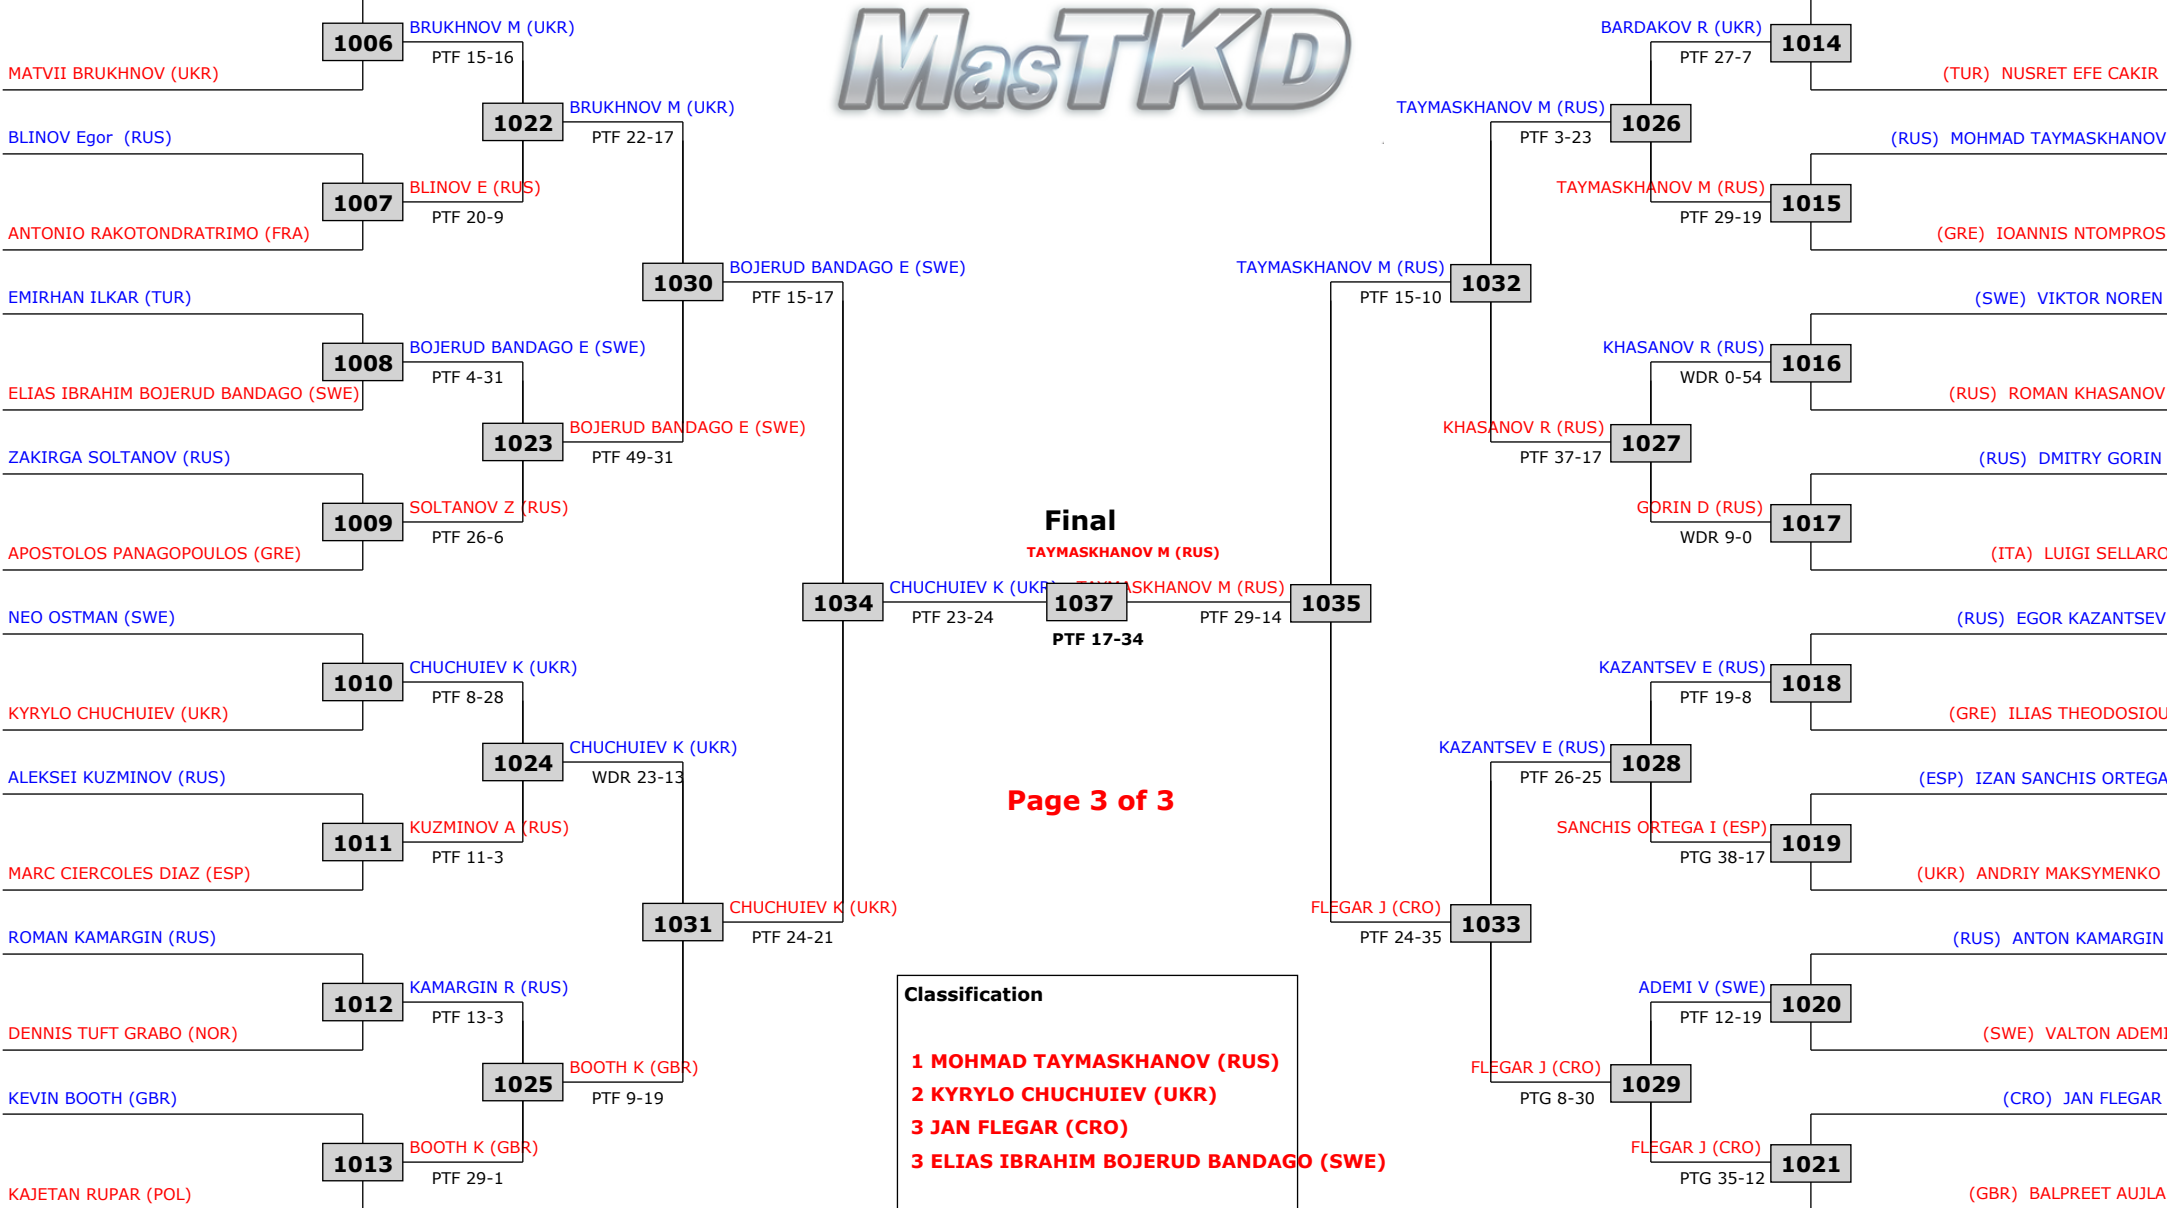 MasTKD
1006
BRUKHNOV M (UKR)
PTF 15-16
MATVII BRUKHNOV (UKR)
1022
BRUKHNOV M (UKR)
PTF 22-17
BLINOV Egor (RUS)
1007
BLINOV E (RUS)
PTF 20-9
ANTONIO RAKOTONDRATRIMO (FRA)
1030
BOJERUD BANDAGO E (SWE)
PTF 15-17
EMIRHAN ILKAR (TUR)
1008
BOJERUD BANDAGO E (SWE)
PTF 4-31
ELIAS IBRAHIM BOJERUD BANDAGO (SWE)
1023
BOJERUD BANDAGO E (SWE)
PTF 49-31
ZAKIRGA SOLTANOV (RUS)
1009
SOLTANOV Z (RUS)
PTF 26-6
APOSTOLOS PANAGOPOULOS (GRE)
1034
CHUCHUIEV K (UKR)
PTF 23-24
NEO OSTMAN (SWE)
1010
CHUCHUIEV K (UKR)
PTF 8-28
KYRYLO CHUCHUIEV (UKR)
1024
CHUCHUIEV K (UKR)
WDR 23-13
ALEKSEI KUZMINOV (RUS)
1011
KUZMINOV A (RUS)
PTF 11-3
MARC CIERCOLES DIAZ (ESP)
1031
CHUCHUIEV K (UKR)
PTF 24-21
ROMAN KAMARGIN (RUS)
1012
KAMARGIN R (RUS)
PTF 13-3
DENNIS TUFT GRABO (NOR)
1025
BOOTH K (GBR)
PTF 9-19
KEVIN BOOTH (GBR)
1013
BOOTH K (GBR)
PTF 29-1
KAJETAN RUPAR (POL)
Final
TAYMASKHANOV M (RUS)
1037
PTF 17-34
Page 3 of 3
Classification
1 MOHMAD TAYMASKHANOV (RUS)
2 KYRYLO CHUCHUIEV (UKR)
3 JAN FLEGAR (CRO)
3 ELIAS IBRAHIM BOJERUD BANDAGO (SWE)
BARDAKOV R (UKR)
1014
PTF 27-7
(TUR) NUSRET EFE CAKIR
TAYMASKHANOV M (RUS)
1026
PTF 3-23
(RUS) MOHMAD TAYMASKHANOV
TAYMASKHANOV M (RUS)
1015
PTF 29-19
(GRE) IOANNIS NTOMPROS
TAYMASKHANOV M (RUS)
1032
PTF 15-10
(SWE) VIKTOR NOREN
KHASANOV R (RUS)
1016
WDR 0-54
(RUS) ROMAN KHASANOV
KHASANOV R (RUS)
1027
PTF 37-17
(RUS) DMITRY GORIN
GORIN D (RUS)
1017
WDR 9-0
(ITA) LUIGI SELLARO
TAYMASKHANOV M (RUS)
1035
PTF 29-14
(RUS) EGOR KAZANTSEV
KAZANTSEV E (RUS)
1018
PTF 19-8
(GRE) ILIAS THEODOSIOU
KAZANTSEV E (RUS)
1028
PTF 26-25
(ESP) IZAN SANCHIS ORTEGA
SANCHIS ORTEGA I (ESP)
1019
PTG 38-17
(UKR) ANDRIY MAKSYMENKO
FLEGAR J (CRO)
1033
PTF 24-35
(RUS) ANTON KAMARGIN
ADEMI V (SWE)
1020
PTF 12-19
(SWE) VALTON ADEMI
FLEGAR J (CRO)
1029
PTG 8-30
(CRO) JAN FLEGAR
FLEGAR J (CRO)
1021
PTG 35-12
(GBR) BALPREET AUJLA